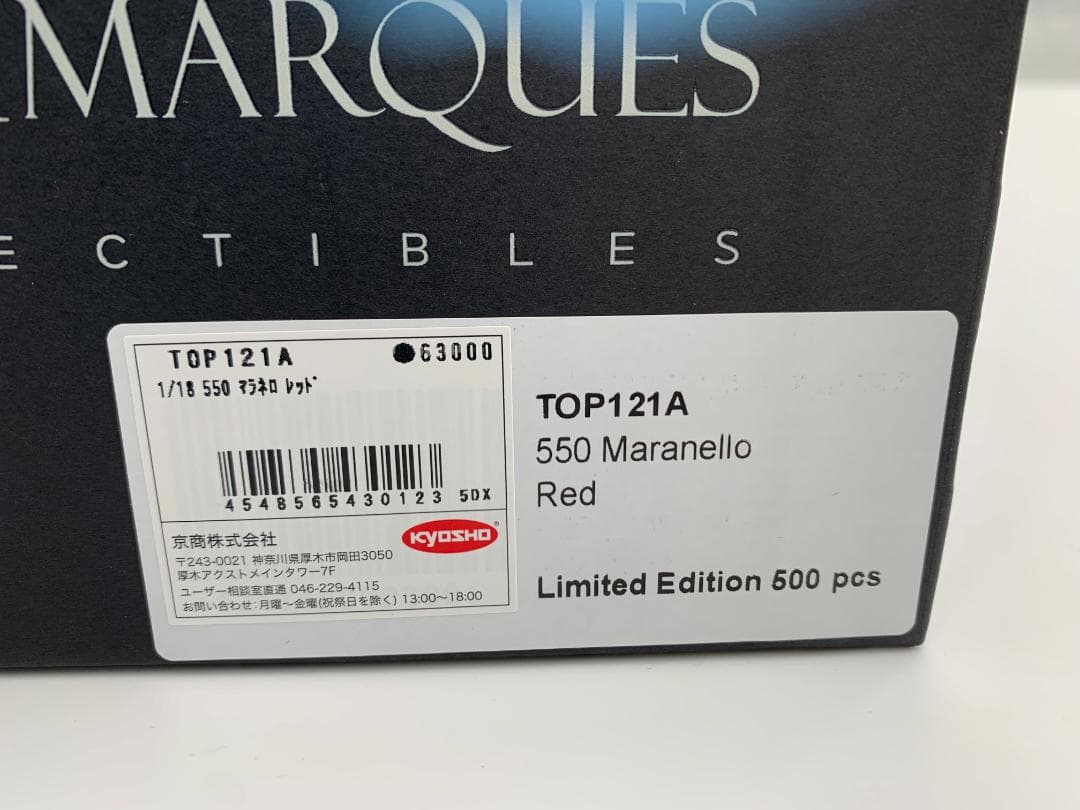 MARQUES
ECTIBLES
TOP121A ●63000
1/18 550 ﾏﾗﾈﾛ ﾚｯﾄﾞ
4548565430123 5DX
京商株式会社
KYOSHO®
〒243-0021 神奈川県厚木市岡田3050
厚木アクストメインタワー7F
ユーザー相談室直通 046-229-4115
お問い合わせ:月曜〜金曜(祝祭日を除く) 13:00〜18:00
TOP121A
550 Maranello
Red
Limited Edition 500 pcs